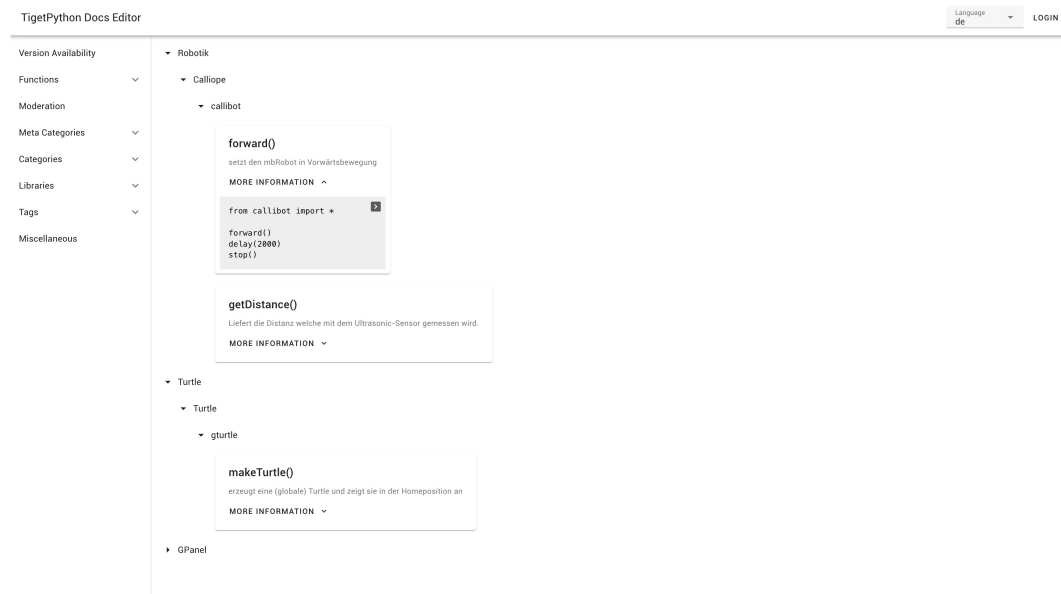 TigetPython Docs Editor
Language
de
LOGIN
Version Availability
Functions
Moderation
Meta Categories
Categories
Libraries
Tags
Miscellaneous
Robotik
Calliope
callibot
forward()
setzt den mbRobot in Vorwärtsbewegung
MORE INFORMATION
from callibot import *
forward()
delay(2000)
stop()
getDistance()
Liefert die Distanz welche mit dem Ultrasonic-Sensor gemessen wird.
MORE INFORMATION
Turtle
Turtle
gturtle
makeTurtle()
erzeugt eine (globale) Turtle und zeigt sie in der Homeposition an
MORE INFORMATION
GPanel